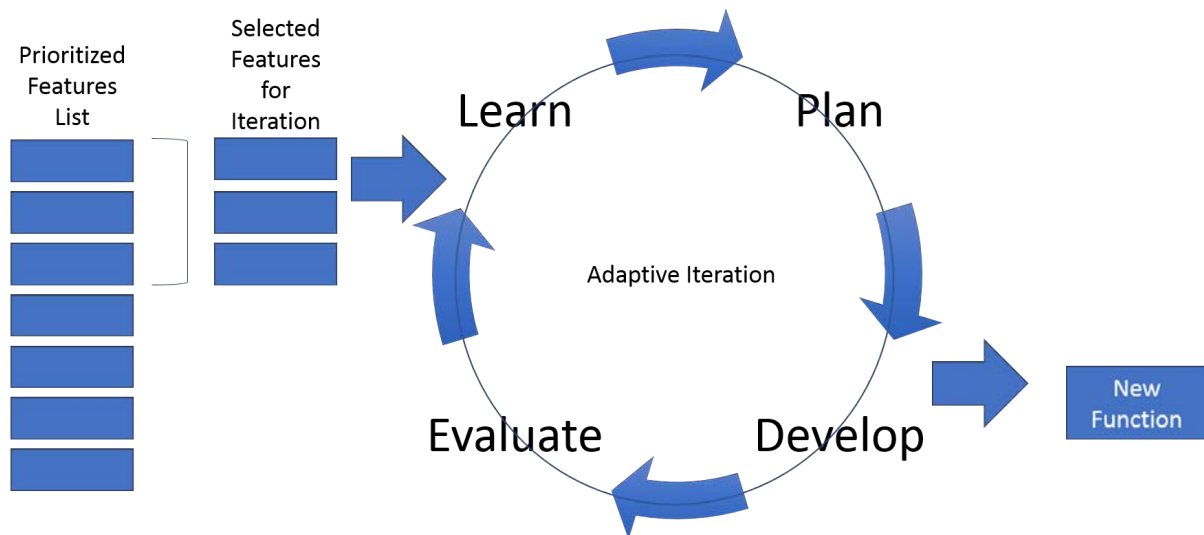 Prioritized
Features
List
Selected
Features
for
Iteration
Learn
Plan
Adaptive Iteration
Evaluate
Develop
New
Function